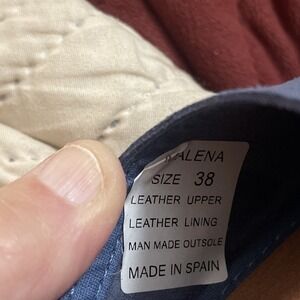 SIZE 38
LEATHER UPPER
LEATHER LINING
MAN MADE OUTSOLE
MADE IN SPAIN